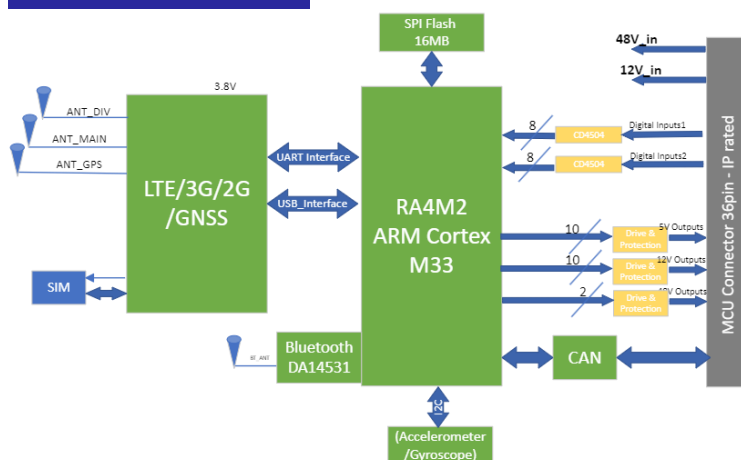 SPI Flash
16MB
48V_in
12V_in
3.8V
ANT_DIV
ANT_MAIN
ANT_GPS
LTE/3G/2G
/GNSS
UART Interface
USB_Interface
RA4M2
ARM Cortex
M33
8
CD4504
Digital Inputs1
8
CD4504
Digital Inputs2
10
Drive &
Protection
5V Outputs
10
Drive &
Protection
12V Outputs
2
Drive &
Protection
Outputs
MCU Connector 36pin - IP rated
SIM
Bluetooth
DA14531
CAN
I2C
(Accelerometer
/Gyroscope)